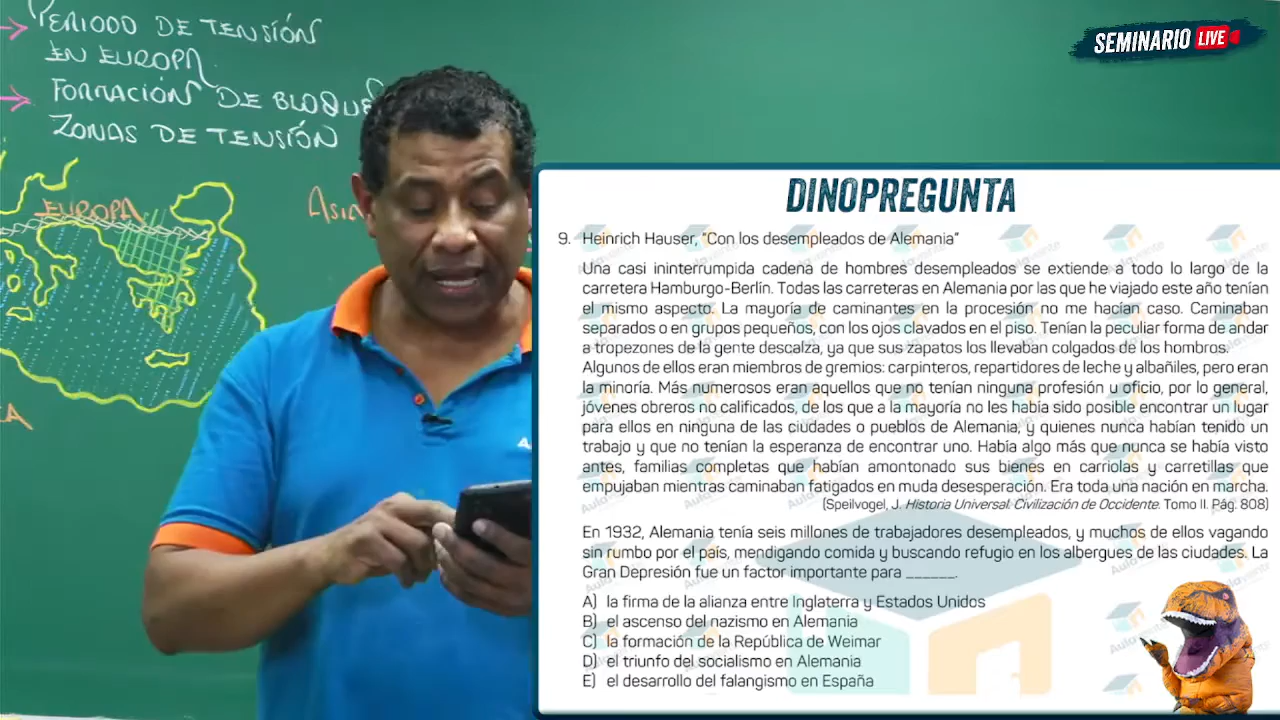 PERIODO DE TENSIÓN
EN EUROPA.
FORMACIÓN DE BLOQUE
ZONAS DE TENSIÓN
EUROPA
ASIA
SEMINARIO LIVE
DINOPREGUNTA
9. Heinrich Hauser, "Con los desempleados de Alemania"
Una casi ininterrumpida cadena de hombres desempleados se extiende a todo lo largo de la
carretera Hamburgo-Berlín. Todas las carreteras en Alemania por las que he viajado este año tenían
el mismo aspecto. La mayoría de caminantes en la procesión no me hacían caso. Caminaban
separados o en grupos pequeños, con los ojos clavados en el piso. Tenían la peculiar forma de andar
a tropezones de la gente descalza, ya que sus zapatos los llevaban colgados de los hombros.
Algunos de ellos eran miembros de gremios: carpinteros, repartidores de leche y albañiles, pero eran
la minoría. Más numerosos eran aquellos que no tenían ninguna profesión y oficio, por lo general,
jóvenes obreros no calificados, de los que a la mayoría no les había sido posible encontrar un lugar
para ellos en ninguna de las ciudades o pueblos de Alemania, y quienes nunca habían tenido un
trabajo y que no tenían la esperanza de encontrar uno. Había algo más que nunca se había visto
antes, familias completas que habían amontonado sus bienes en carriolas y carretillas que
empujaban mientras caminaban fatigados en muda desesperación. Era toda una nación en marcha.
(Speilvogel, J. Historia Universal: Civilización de Occidente. Tomo II. Pág. 808)
En 1932, Alemania tenía seis millones de trabajadores desempleados, y muchos de ellos vagando
sin rumbo por el país, mendigando comida y buscando refugio en los albergues de las ciudades. La
Gran Depresión fue un factor importante para ______.
A) la firma de la alianza entre Inglaterra y Estados Unidos
B) el ascenso del nazismo en Alemania
C) la formación de la República de Weimar
D) el triunfo del socialismo en Alemania
E) el desarrollo del falangismo en España